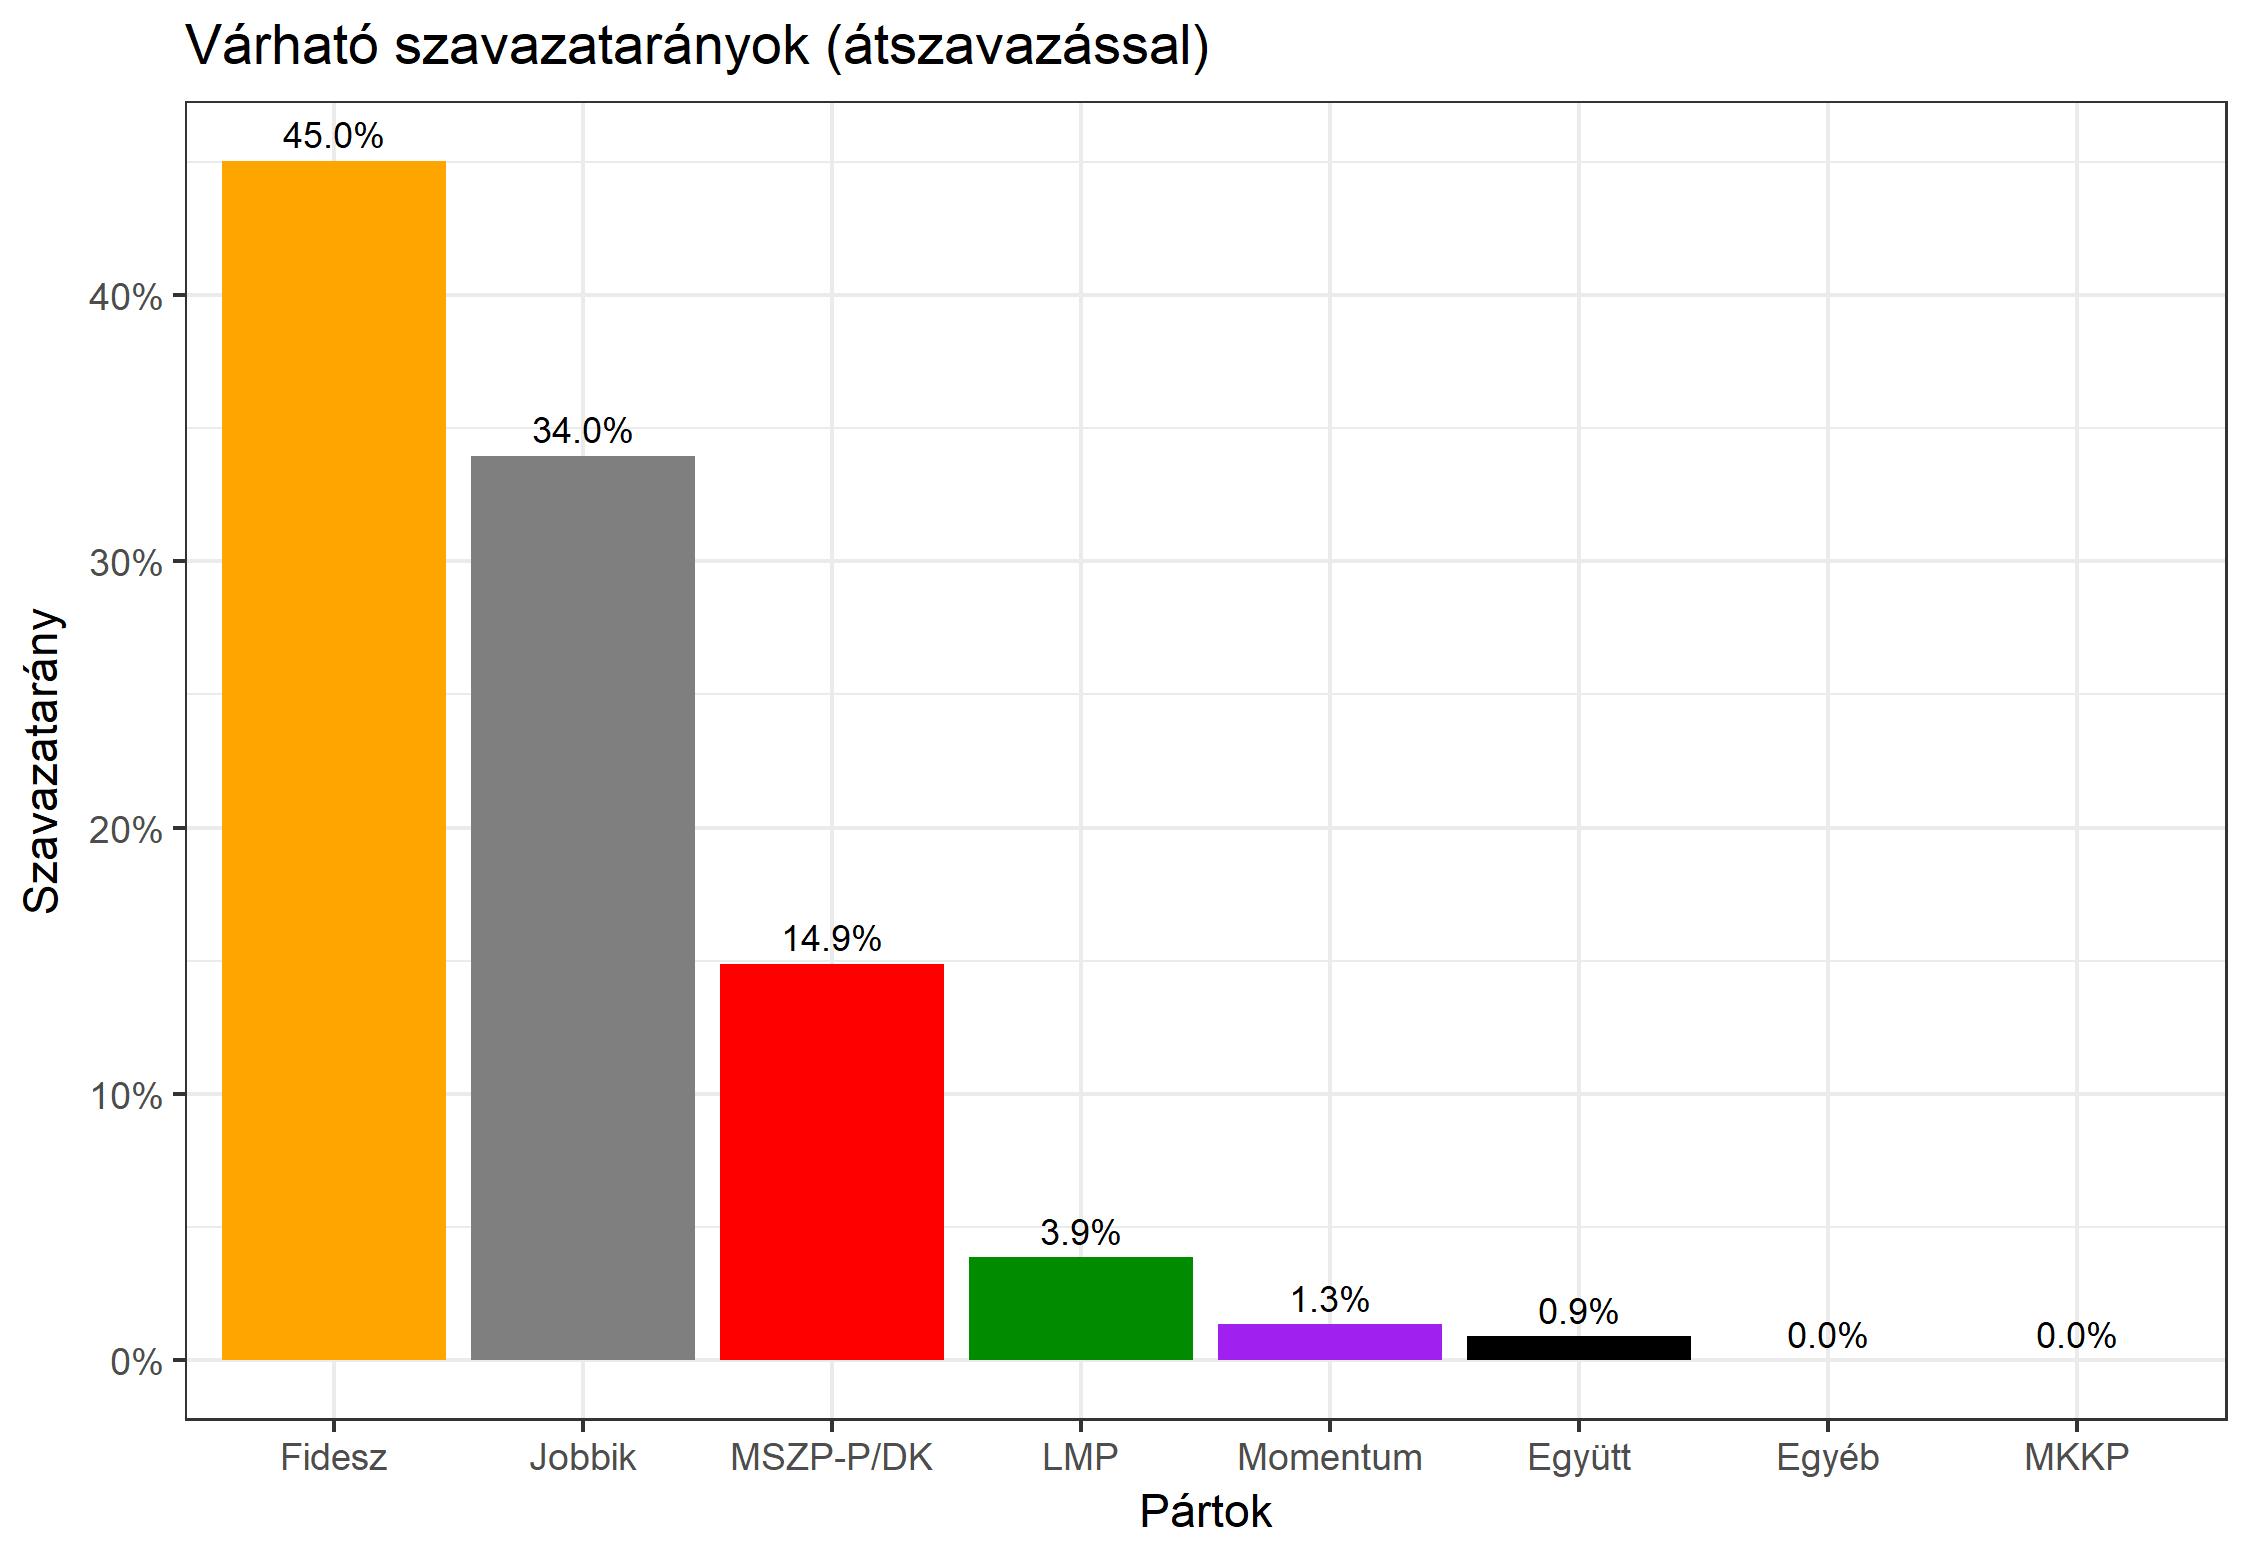 Várható szavazatarányok (átszavazással)
45.0%
34.0%
14.9%
3.9%
1.3%
0.9%
0.0%
0.0%
40%
30%
20%
10%
0%
Szavazatarány
Fidesz
Jobbik
MSZP-P/DK
LMP
Momentum
Együtt
Egyéb
MKKP
Pártok